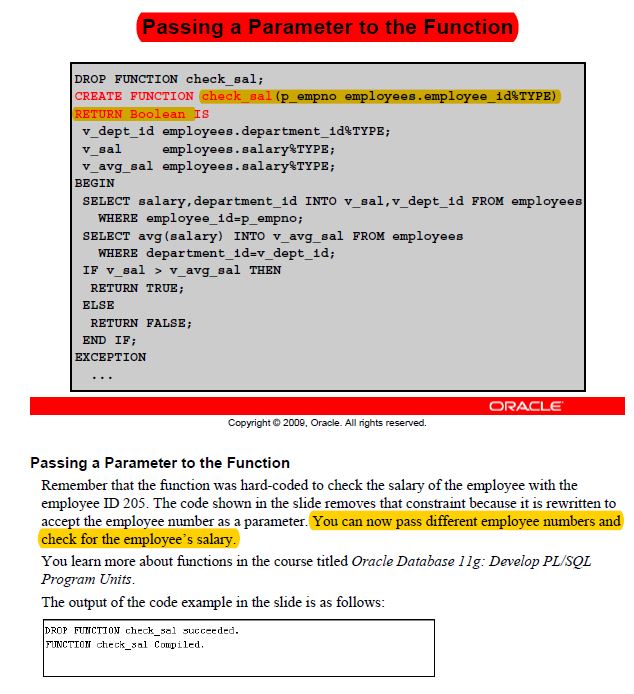 Passing a Parameter to the Function
DROP FUNCTION check_sal;
CREATE FUNCTION check_sal(p_empno employees.employee_id%TYPE)
RETURN Boolean IS
v_dept_id employees.department_id%TYPE;
v_sal employees.salary%TYPE;
v_avg_sal employees.salary%TYPE;
BEGIN
SELECT salary,department_id INTO v_sal,v_dept_id FROM employees
WHERE employee_id=p_empno;
SELECT avg(salary) INTO v_avg_sal FROM employees
WHERE department_id=v_dept_id;
IF v_sal > v_avg_sal THEN
RETURN TRUE;
ELSE
RETURN FALSE;
END IF;
EXCEPTION
...
ORACLE
Copyright © 2009, Oracle. All rights reserved.
Passing a Parameter to the Function
Remember that the function was hard-coded to check the salary of the employee with the
employee ID 205. The code shown in the slide removes that constraint because it is rewritten to
accept the employee number as a parameter. You can now pass different employee numbers and
check for the employee's salary.
You learn more about functions in the course titled Oracle Database 11g: Develop PL/SQL
Program Units.
The output of the code example in the slide is as follows:
DROP FUNCTION check_sal succeeded.
FUNCTION check_sal Compiled.